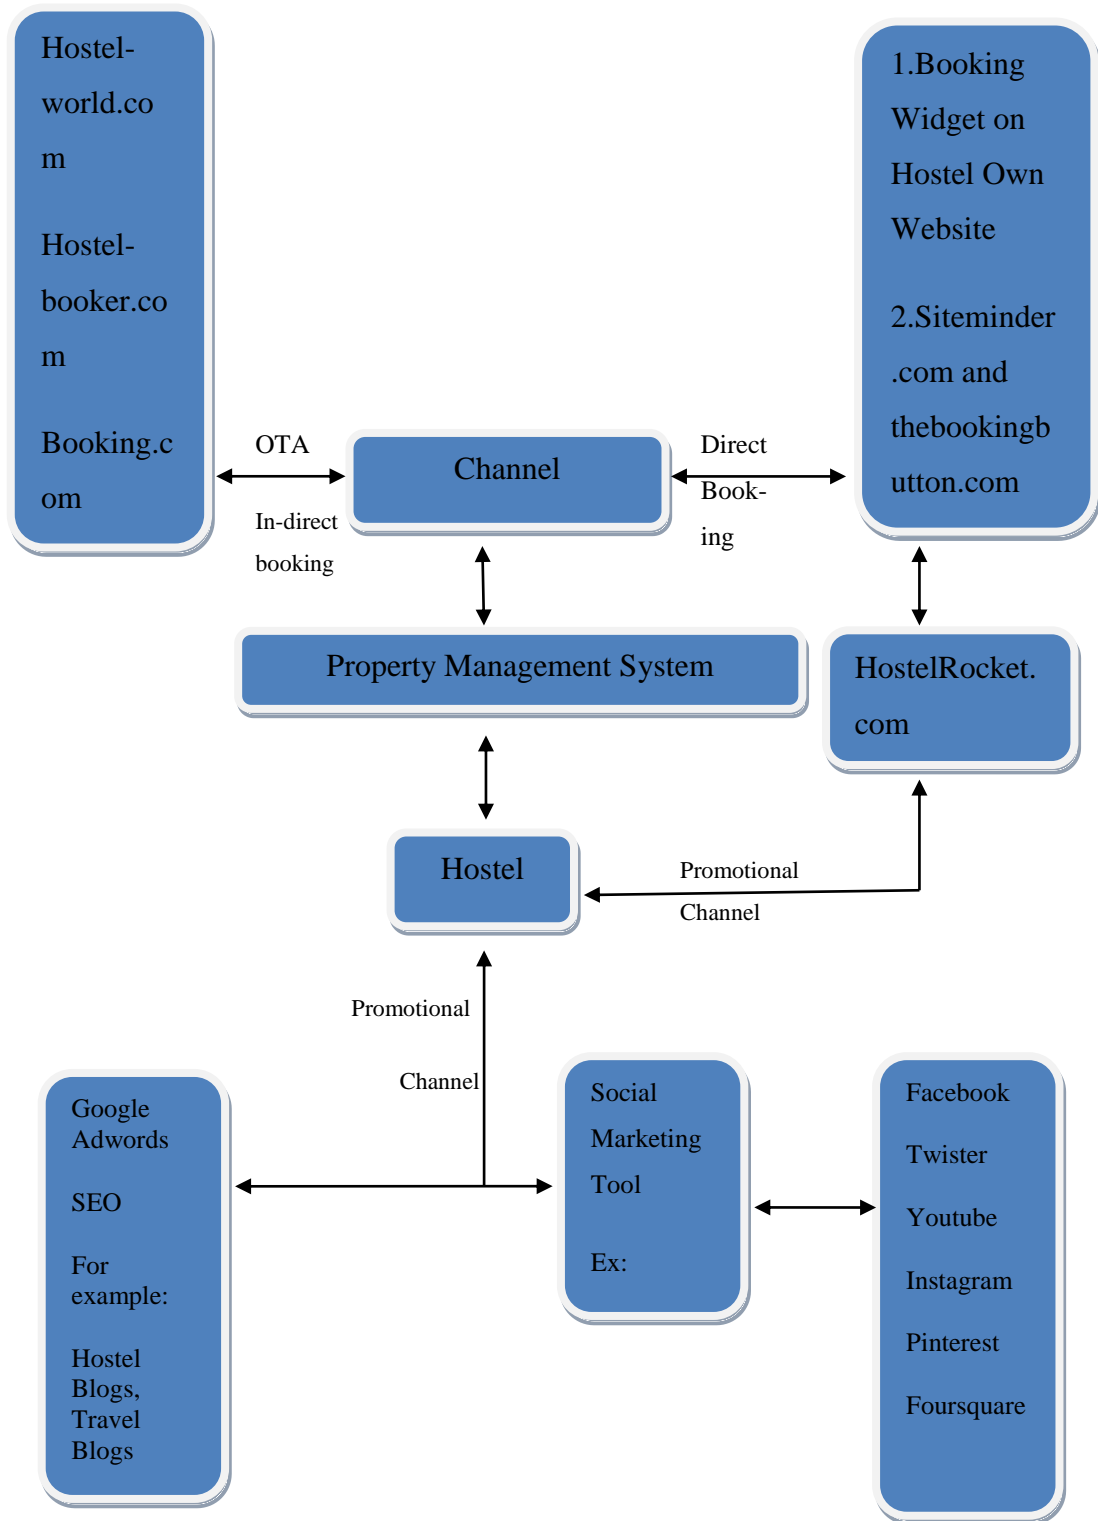 Hostel-
world.co
m
Hostel-
booker.co
m
Booking.c
om
1.Booking
Widget on
Hostel Own
Website
2.Siteminder
.com and
thebookingb
utton.com
OTA
In-direct
booking
Channel
Direct
Book-
ing
Property Management System
HostelRocket.
com
Hostel
Promotional
Channel
Promotional
Channel
Google
Adwords
SEO
For
example:
Hostel
Blogs,
Travel
Blogs
Social
Marketing
Tool
Ex:
Facebook
Twister
Youtube
Instagram
Pinterest
Foursquare